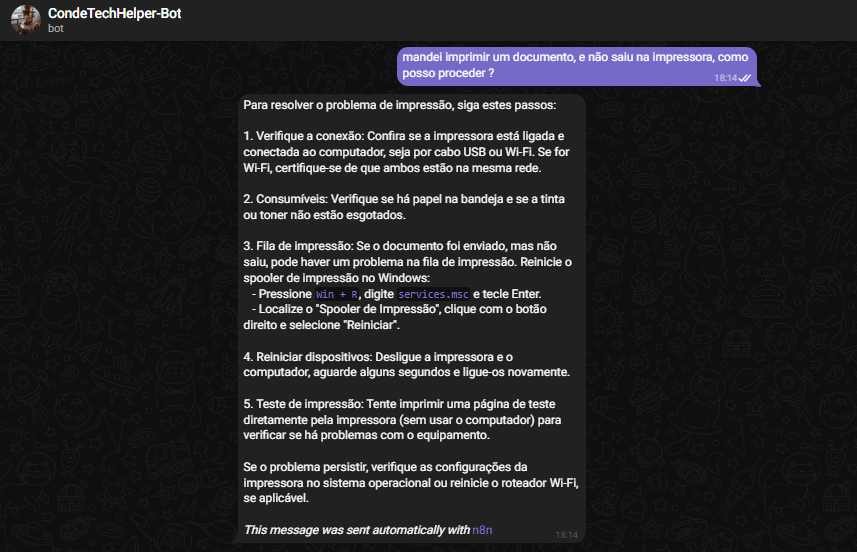 CondeTechHelper-Bot
bot
mandei imprimir um documento, e não saiu na impressora, como
posso proceder ?
18:14
Para resolver o problema de impressão, siga estes passos:
1. Verifique a conexão: Confira se a impressora está ligada e
conectada ao computador, seja por cabo USB ou Wi-Fi. Se for
Wi-Fi, certifique-se de que ambos estão na mesma rede.
2. Consumíveis: Verifique se há papel na bandeja e se a tinta
ou toner não estão esgotados.
3. Fila de impressão: Se o documento foi enviado, mas não
saiu, pode haver um problema na fila de impressão. Reinicie o
spooler de impressão no Windows:
- Pressione Win + R, digite services.msc e tecle Enter.
- Localize o "Spooler de Impressão", clique com o botão
direito e selecione "Reiniciar".
4. Reiniciar dispositivos: Desligue a impressora e o
computador, aguarde alguns segundos e ligue-os novamente.
5. Teste de impressão: Tente imprimir uma página de teste
diretamente pela impressora (sem usar o computador) para
verificar se há problemas com o equipamento.
Se o problema persistir, verifique as configurações da
impressora no sistema operacional ou reinicie o roteador Wi-Fi,
se aplicável.
This message was sent automatically with n8n
18:14